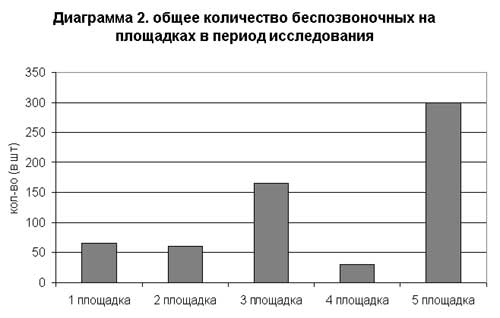 Диаграмма 2. общее количество беспозвоночных на
площадках в период исследования
кол-во (в шт)
350
300
250
200
150
100
50
0
1 площадка 2 площадка 3 площадка 4 площадка 5 площадка